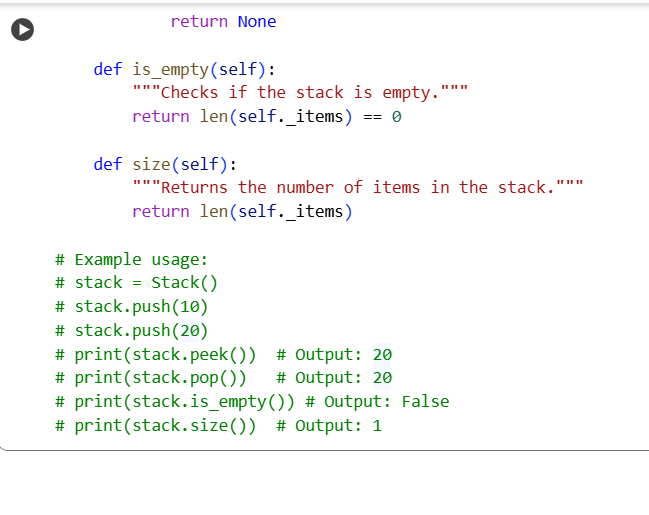 return None
def is_empty(self):
"""Checks if the stack is empty."""
return len(self._items) == 0
def size(self):
"""Returns the number of items in the stack."""
return len(self._items)
# Example usage:
# stack = Stack()
# stack.push(10)
# stack.push(20)
# print(stack.peek())  # Output: 20
# print(stack.pop())   # Output: 20
# print(stack.is_empty()) # Output: False
# print(stack.size())  # Output: 1